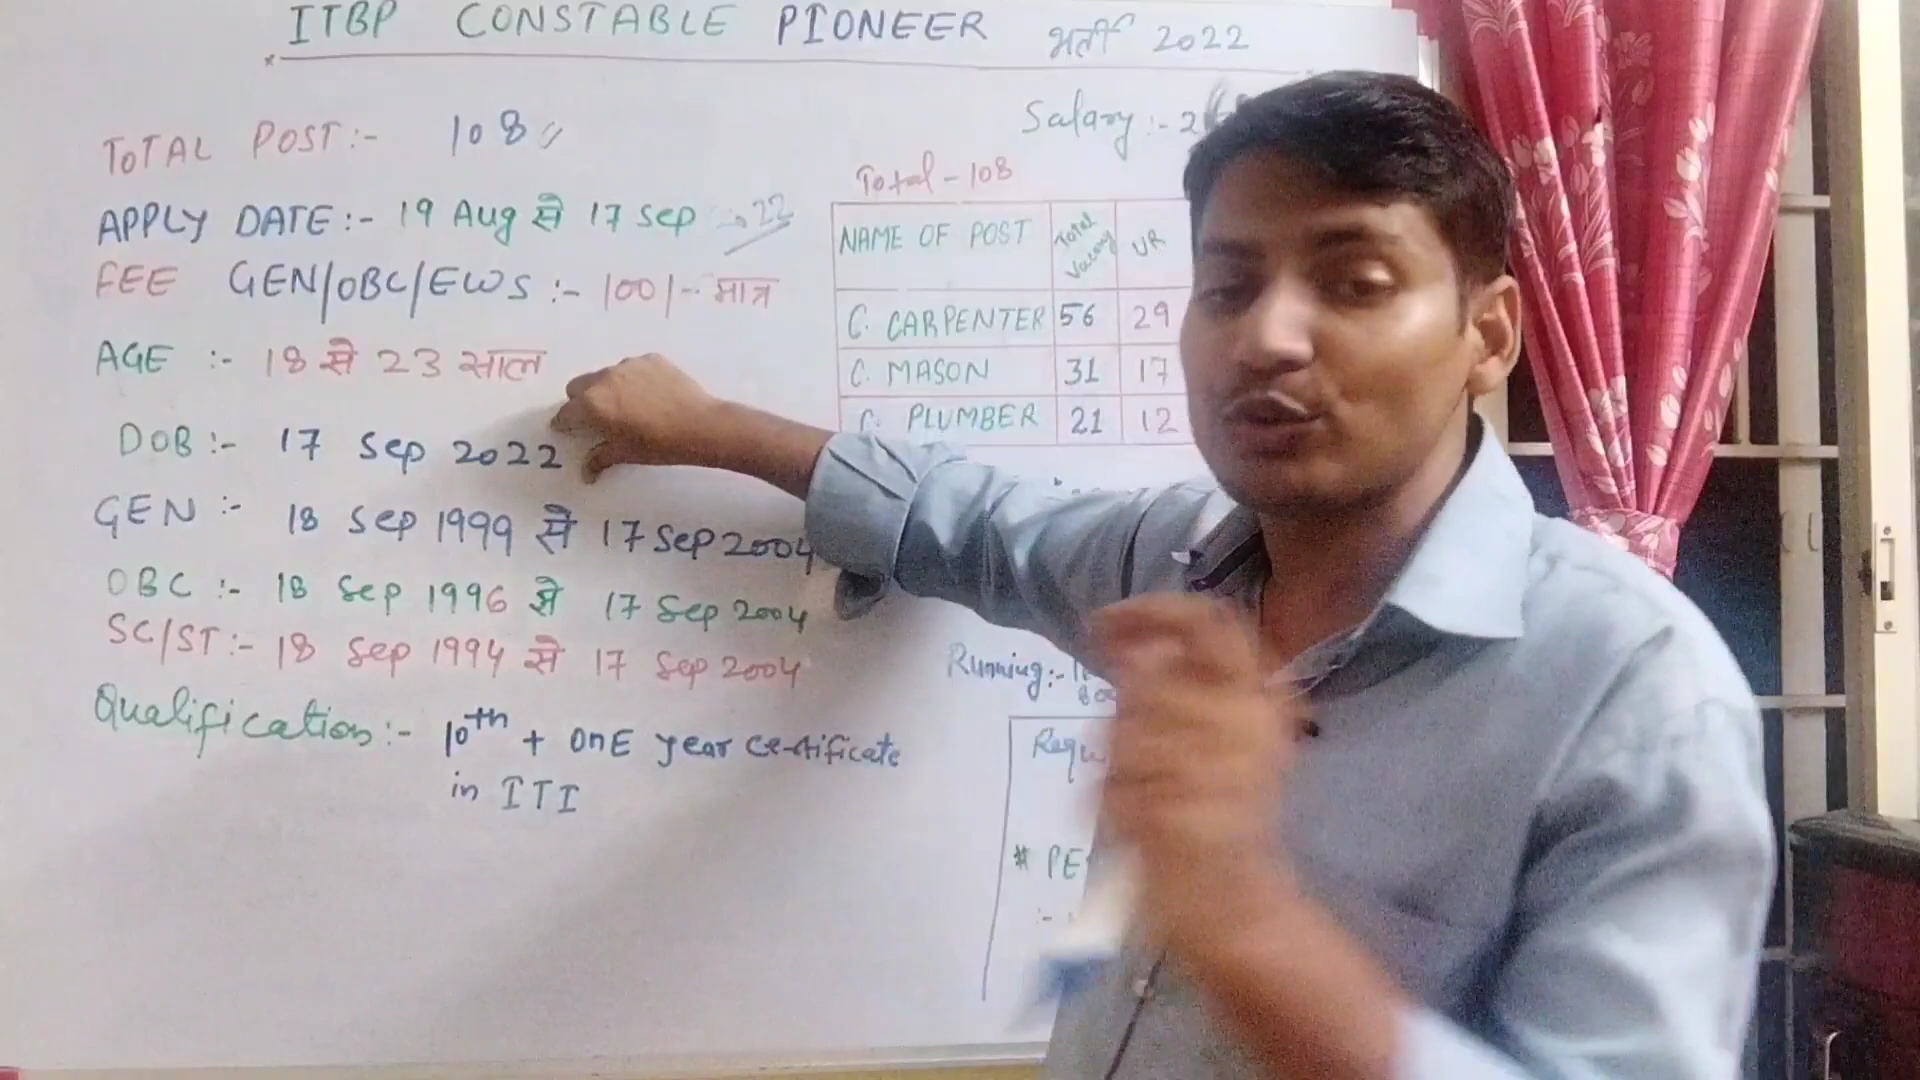 ITBP CONSTABLE PIONEER भर्ती 2022
TOTAL POST:- 108
APPLY DATE:- 19 Aug से 17 Sep 22
FEE GEN/OBC/EWS :- 100/- मात्र
AGE :- 18 से 23 साल
DOB :- 17 Sep 2022
GEN :- 18 Sep 1999 से 17 Sep 2004
OBC :- 18 Sep 1996 से 17 Sep 2004
SC/ST:- 18 Sep 1994 से 17 Sep 2004
Qualification:- 10th + OnE year certificate
in ITI
Salary:- 2
Total - 108
NAME OF POST Total Vacancy UR
C. CARPENTER 56 29
C. MASON 31 17
C. PLUMBER 21 12
Running:-
# PE